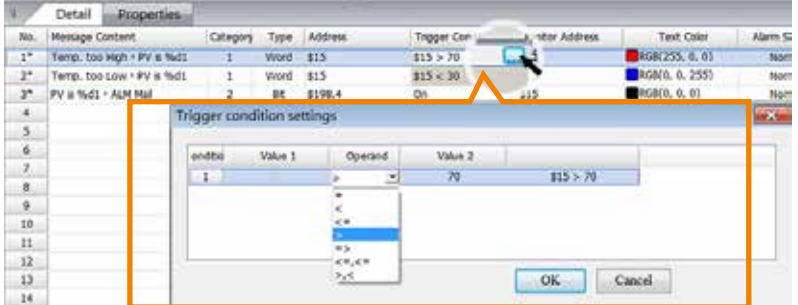 Detail Properties
No. Message Content Category Type Address Trigger Con tor Address Text Color Alarm S
1* Temp. too High * PV is %d1 1 Word $15 $15 > 70 ... RGB(255, 0, 0) Norm
2* Temp. too Low * PV is %d1 1 Word $15 $15 < 30 RGB(0, 0, 255) Norm
3* PV is %d1 * ALM Mail 2 Bit $198.4 On $15 RGB(0, 0, 0) Norm
4
Trigger condition settings
5
6
onditio Value 1 Operand Value 2
7
1 > 70 $15 > 70
8
=
9
<
10
<=
>
11
=>
12
<=,<=
13
>,<
OK Cancel
14